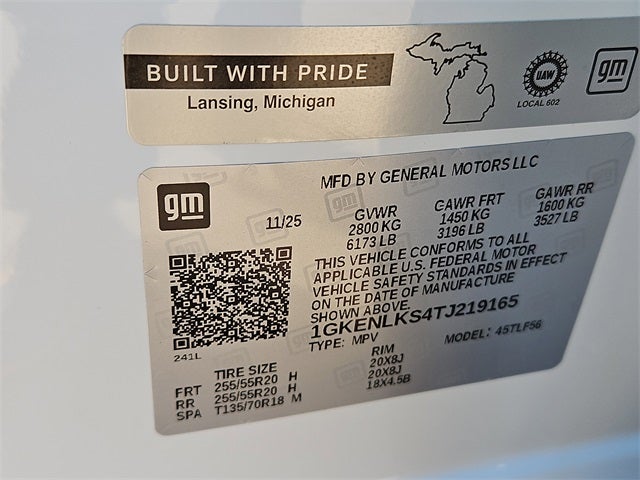 BUILT WITH PRIDE
Lansing, Michigan
UAW
LOCAL 602
gm
gm
MFD BY GENERAL MOTORS LLC
11/25
GVWR
2800 KG
6173 LB
GAWR FRT
1450 KG
3196 LB
GAWR RR
1600 KG
3527 LB
THIS VEHICLE CONFORMS TO ALL
APPLICABLE U.S. FEDERAL MOTOR
VEHICLE SAFETY STANDARDS IN EFFECT
ON THE DATE OF MANUFACTURE
SHOWN ABOVE.
1GKENLKS4TJ219165
TYPE: MPV
MODEL: 4STLF56
241L
TIRE SIZE RIM
FRT 255/55R20 H 20X8J
RR 255/55R20 H 20X8J
SPA T135/70R18 M 18X4.5B